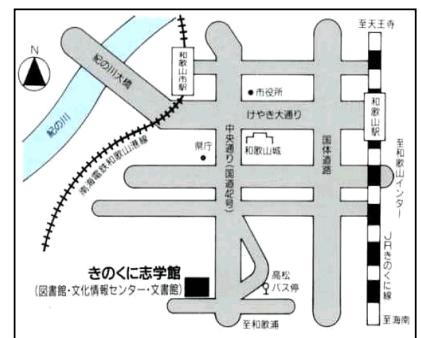 N
紀の川大橋
紀の川
和歌山市駅
南海電鉄和歌山港線
市役所
けやき大通り
県庁
和歌山城
中央通り(国道42号)
国体道路
至天王寺
和歌山駅
至和歌山インター
JRきのくに線
至海南
きのくに志学館
(図書館・文化情報センター・文書館)
高松
バス停
至和歌浦